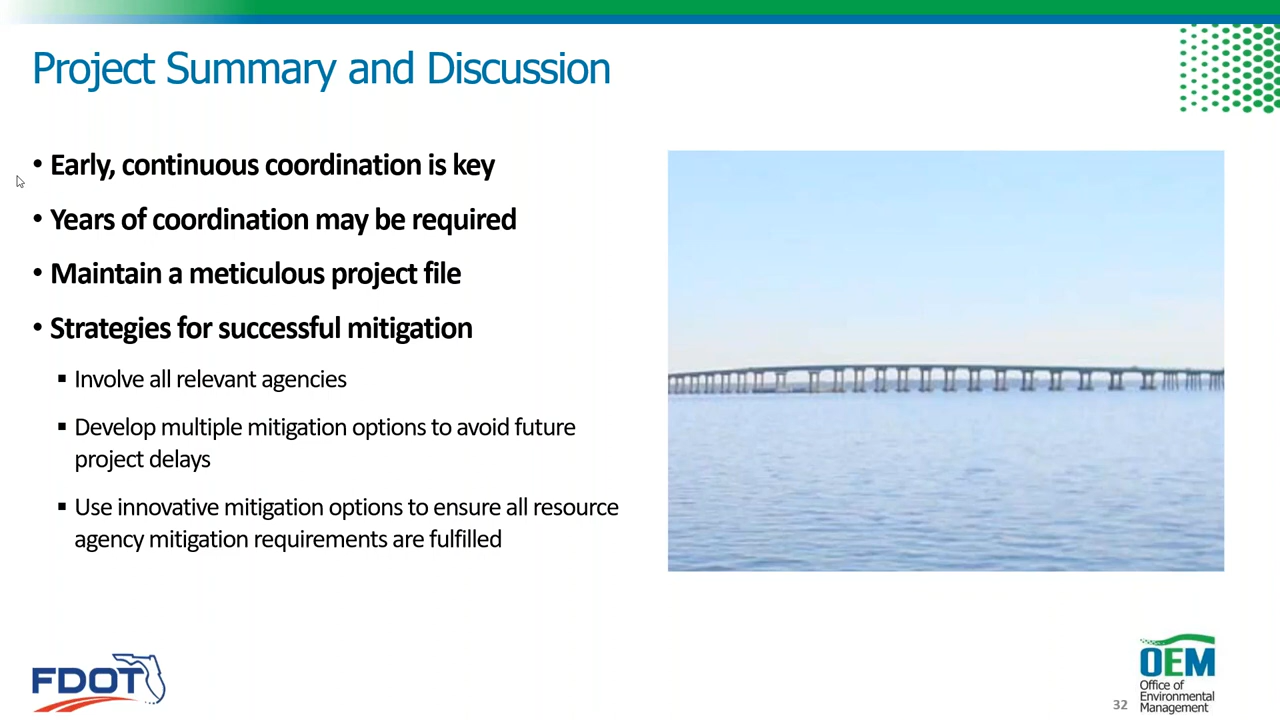 Project Summary and Discussion
• Early, continuous coordination is key
• Years of coordination may be required
• Maintain a meticulous project file
• Strategies for successful mitigation
▪ Involve all relevant agencies
▪ Develop multiple mitigation options to avoid future
project delays
▪ Use innovative mitigation options to ensure all resource
agency mitigation requirements are fulfilled
FDOT
32
OEM
Office of
Environmental
Management